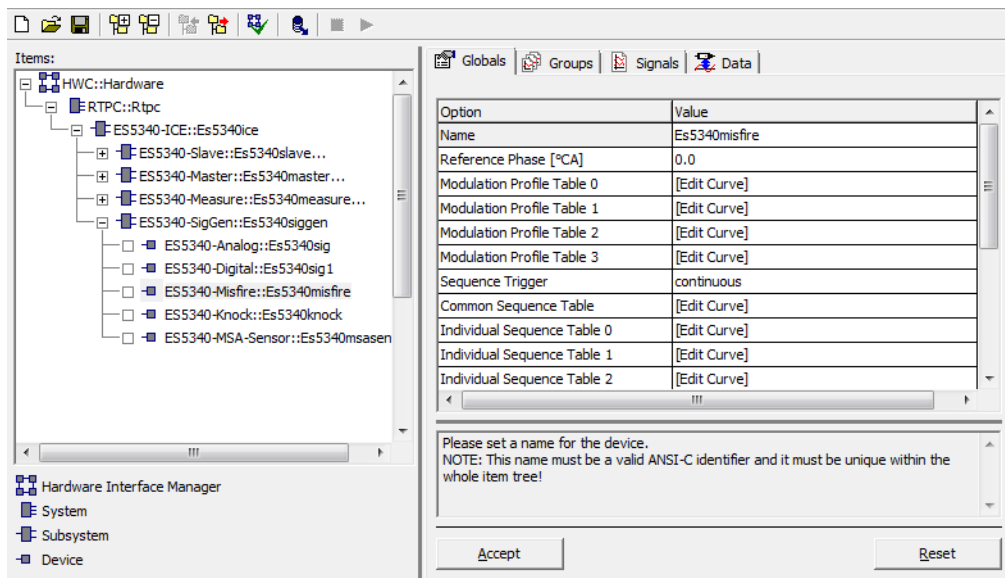 Items:
HWC::Hardware
RTPC::Rtpc
ES5340-ICE::Es5340ice
ES5340-Slave::Es5340slave...
ES5340-Master::Es5340master...
ES5340-Measure::Es5340measure...
ES5340-SigGen::Es5340siggen
ES5340-Analog::Es5340sig
ES5340-Digital::Es5340sig1
ES5340-Misfire::Es5340misfire
ES5340-Knock::Es5340knock
ES5340-MSA-Sensor::Es5340msasen
Hardware Interface Manager
System
Subsystem
Device
Globals Groups Signals Data
Option Value
Name Es5340misfire
Reference Phase [°CA] 0.0
Modulation Profile Table 0 [Edit Curve]
Modulation Profile Table 1 [Edit Curve]
Modulation Profile Table 2 [Edit Curve]
Modulation Profile Table 3 [Edit Curve]
Sequence Trigger continuous
Common Sequence Table [Edit Curve]
Individual Sequence Table 0 [Edit Curve]
Individual Sequence Table 1 [Edit Curve]
Individual Sequence Table 2 [Edit Curve]
Please set a name for the device.
NOTE: This name must be a valid ANSI-C identifier and it must be unique within the
whole item tree!
Accept Reset